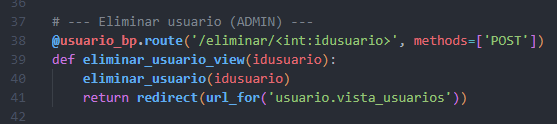 36
37 # --- Eliminar usuario (ADMIN) ---
38 @usuario_bp.route('/eliminar/<int:idusuario>', methods=['POST'])
39 def eliminar_usuario_view(idusuario):
40     eliminar_usuario(idusuario)
41     return redirect(url_for('usuario.vista_usuarios'))
42